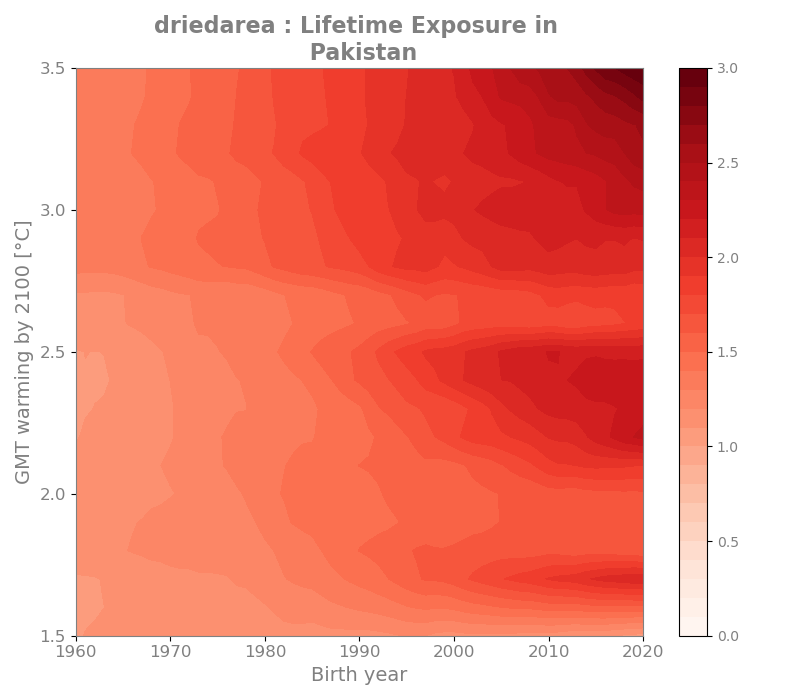 driedarea : Lifetime Exposure in
Pakistan
GMT warming by 2100 [°C]
3.5
3.0
2.5
2.0
1.5
1960 1970 1980 1990 2000 2010 2020
Birth year
3.0
2.5
2.0
1.5
1.0
0.5
0.0